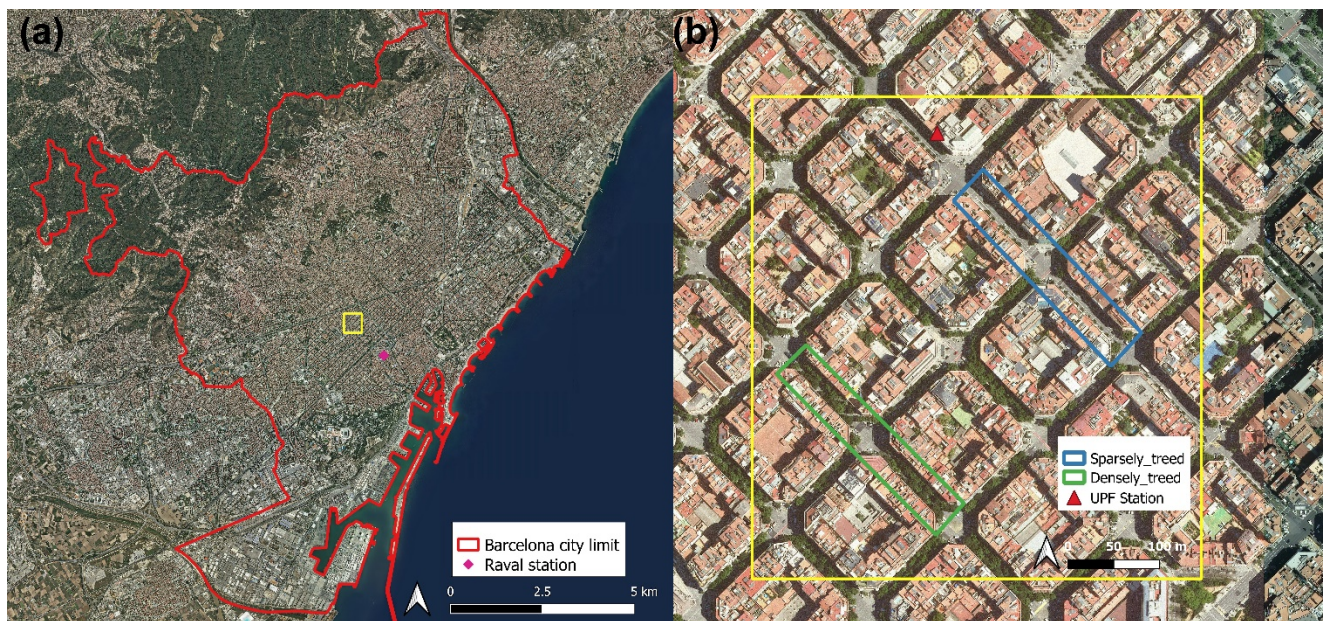 (a)
Barcelona city limit
Raval station
0 2.5 5 km
(b)
Sparsely_treed
Densely_treed
UPF Station
0 50 100 m